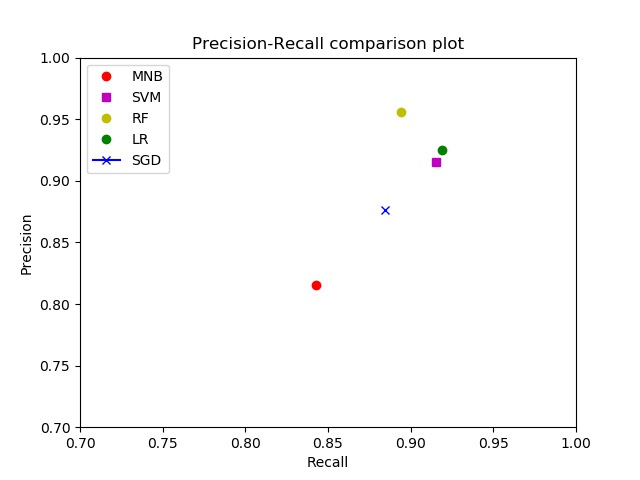 Precision-Recall comparison plot
1.00
0.95
0.90
0.85
0.80
0.75
0.70
Precision
MNB
SVM
RF
LR
SGD
0.70 0.75 0.80 0.85 0.90 0.95 1.00
Recall